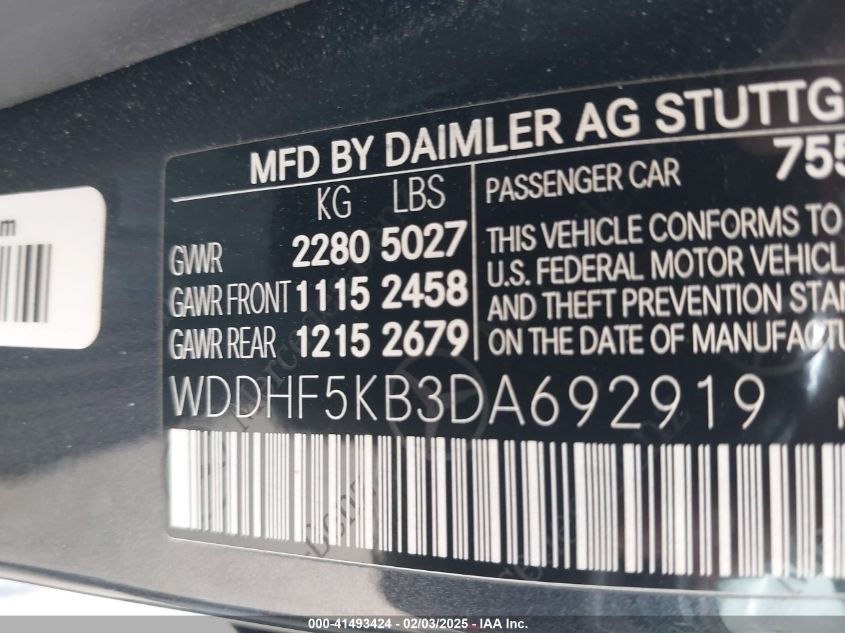 MFD BY DAIMLER AG STUTTG
KG LBS
GVWR 2280 5027
GAWR FRONT 1115 2458
GAWR REAR 1215 2679
PASSENGER CAR 755
THIS VEHICLE CONFORMS TO
U.S. FEDERAL MOTOR VEHICL
AND THEFT PREVENTION STAN
ON THE DATE OF MANUFACTU
WDDHF5KB3DA692919
m
000-41493424 - 02/03/2025 - IAA Inc.